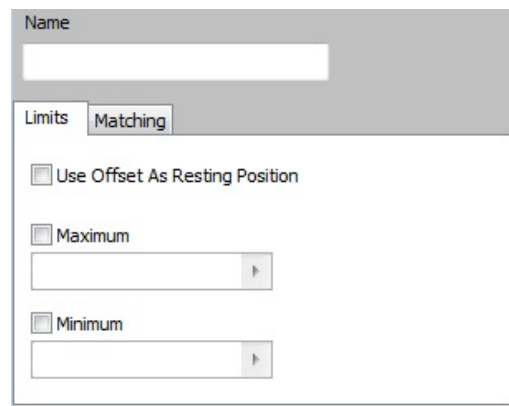 Name
Limits Matching
Use Offset As Resting Position
Maximum
Minimum